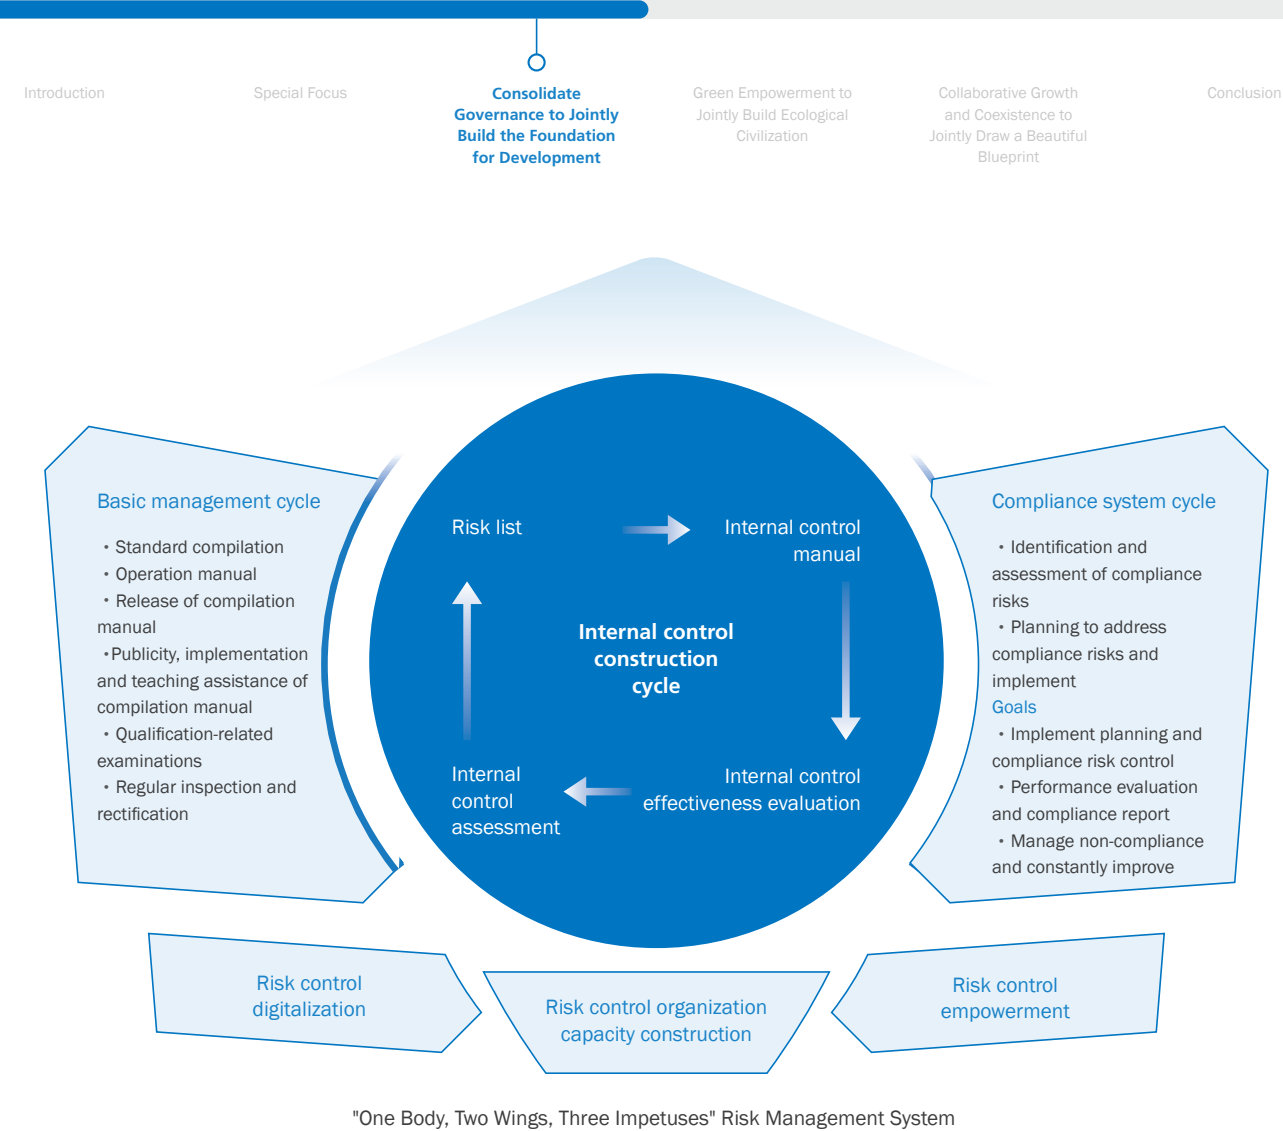 Introduction
Special Focus
Consolidate
Governance to Jointly
Build the Foundation
for Development
Green Empowerment to
Jointly Build Ecological
Civilization
Collaborative Growth
and Coexistence to
Jointly Draw a Beautiful
Blueprint
Conclusion
Basic management cycle
• Standard compilation
• Operation manual
• Release of compilation
manual
•Publicity, implementation
and teaching assistance of
compilation manual
• Qualification-related
examinations
• Regular inspection and
rectification
Risk list
Internal control
manual
Internal control
construction
cycle
Internal
control
assessment
Internal control
effectiveness evaluation
Compliance system cycle
• Identification and
assessment of compliance
risks
• Planning to address
compliance risks and
implement
Goals
• Implement planning and
compliance risk control
• Performance evaluation
and compliance report
• Manage non-compliance
and constantly improve
Risk control
digitalization
Risk control organization
capacity construction
Risk control
empowerment
"One Body, Two Wings, Three Impetuses" Risk Management System